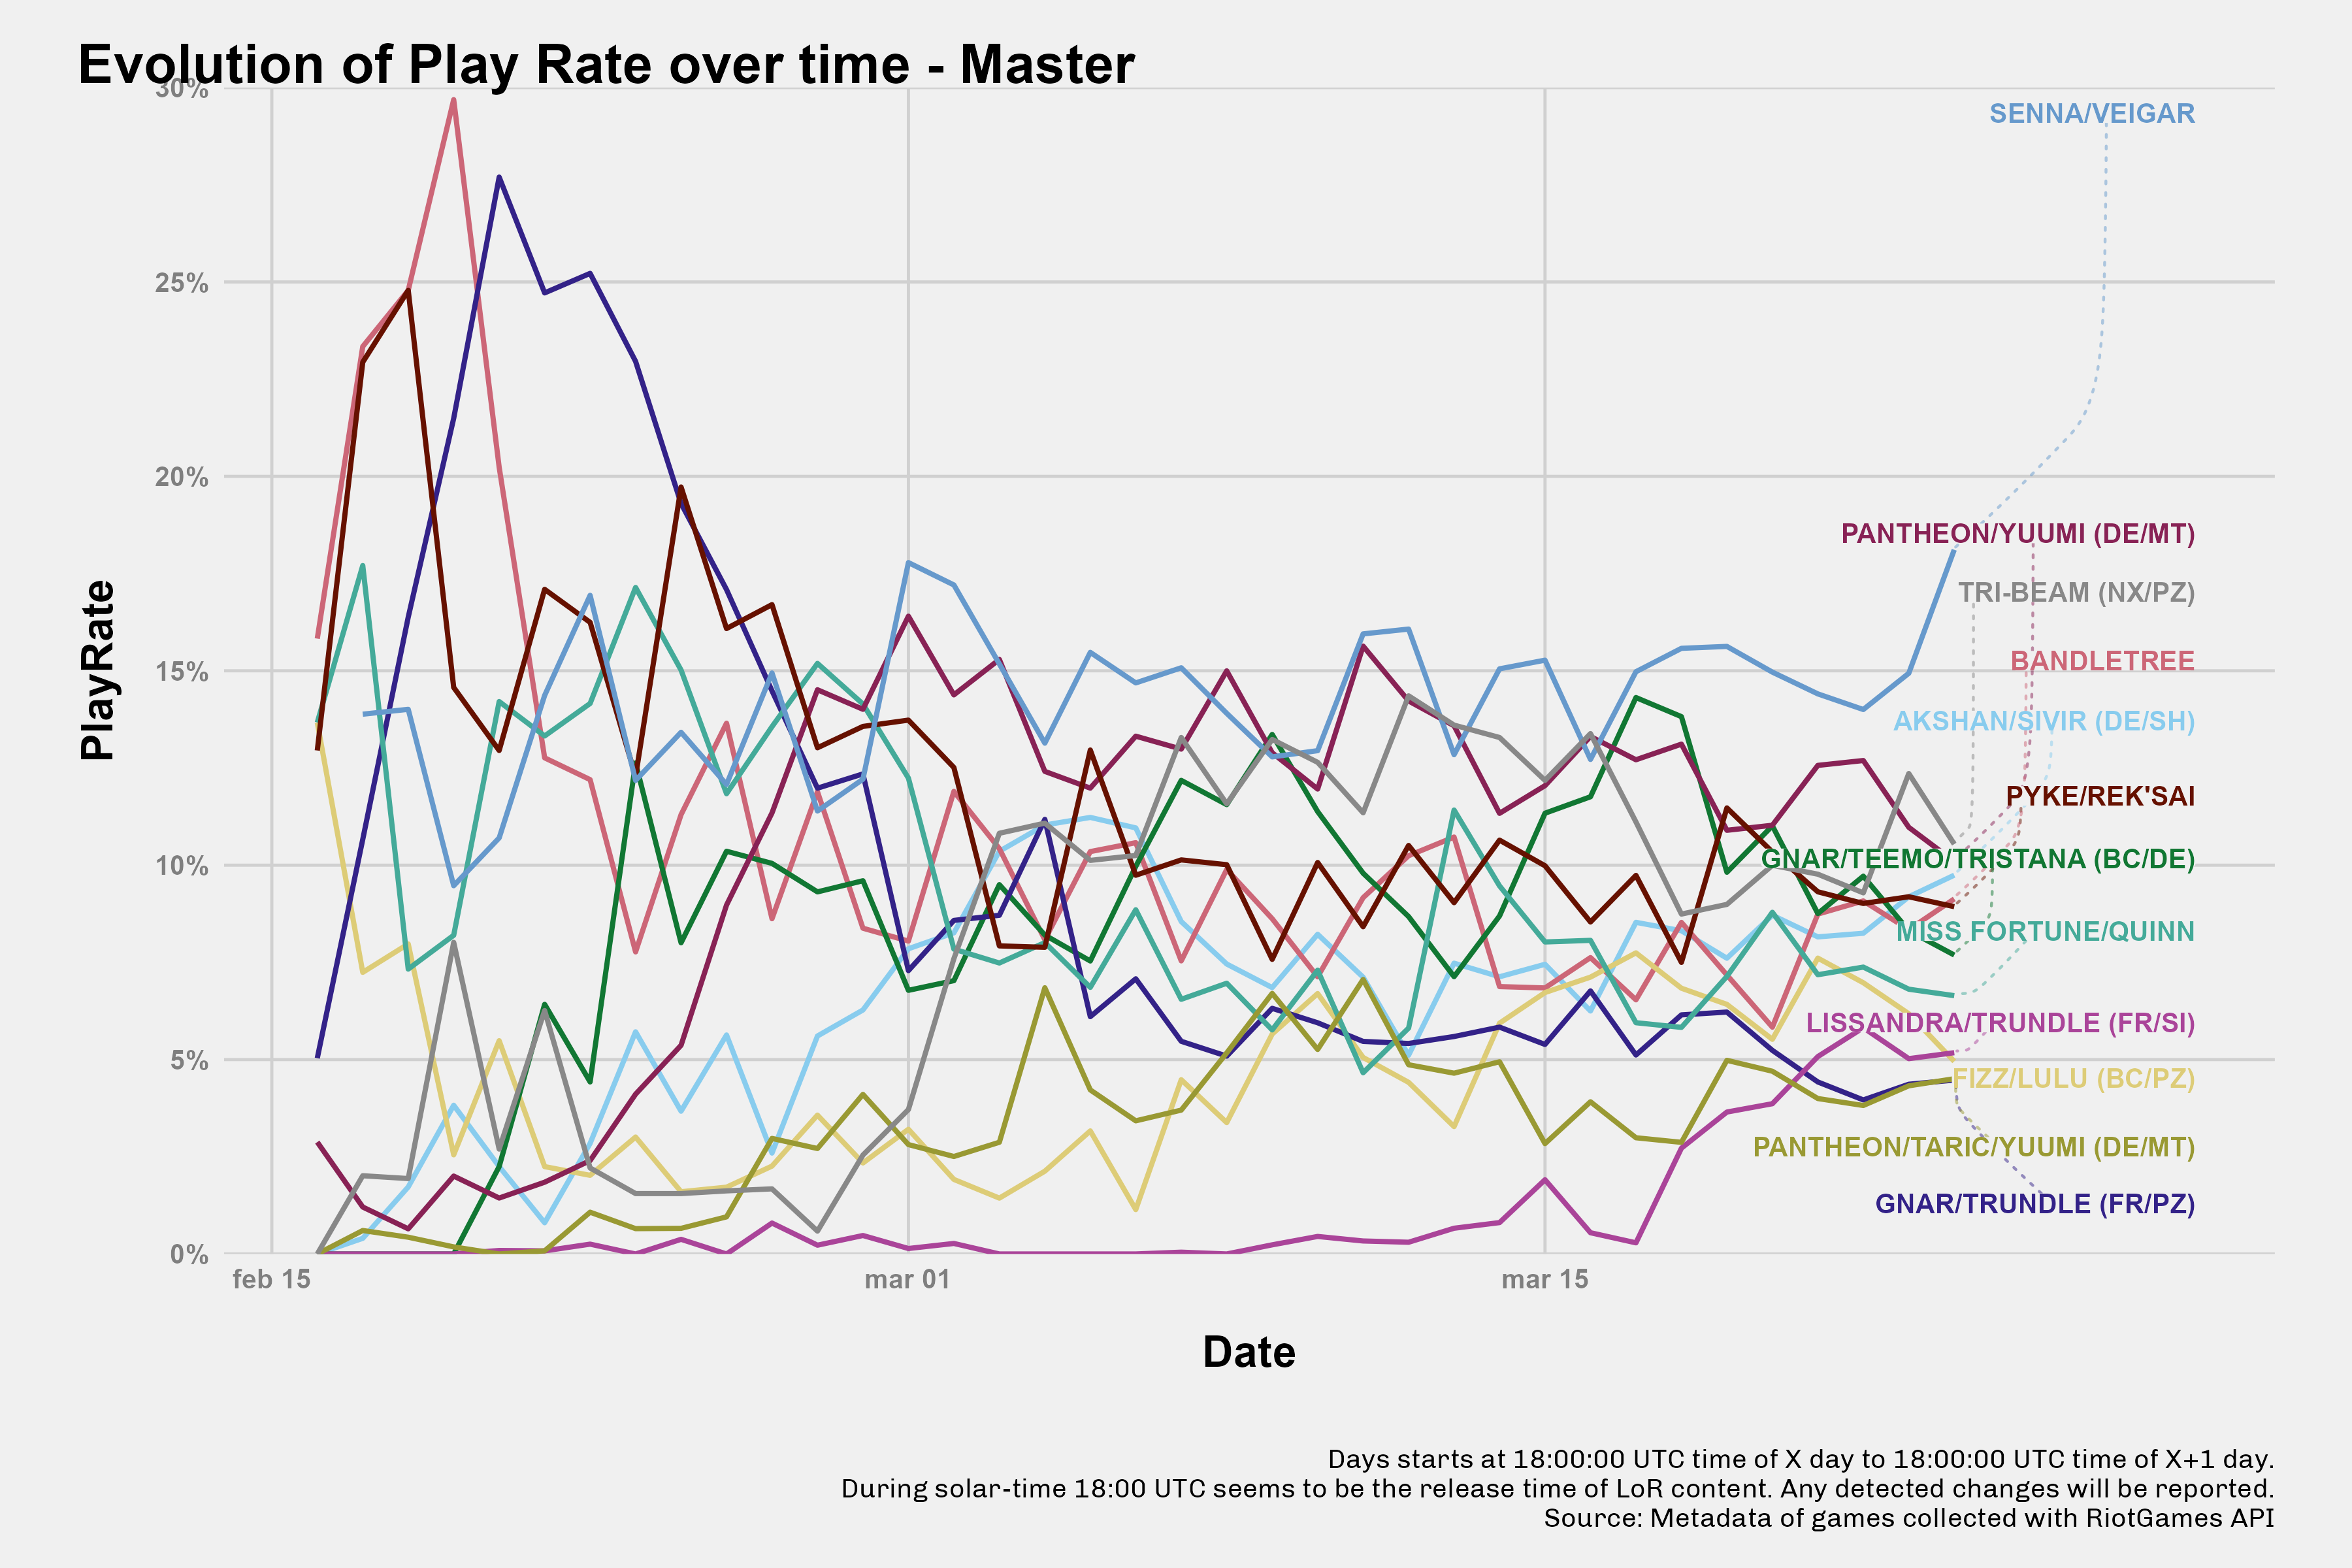 Evolution of Play Rate over time - Master
30%
25%
20%
15%
10%
5%
0%
PlayRate
SENNA/VEIGAR
PANTHEON/YUUMI (DE/MT)
TRI-BEAM (NX/PZ)
BANDLETREE
AKSHAN/SIVIR (DE/SH)
PYKE/REK'SAI
GNAR/TEEMO/TRISTANA (BC/DE)
MISS FORTUNE/QUINN
LISSANDRA/TRUNDLE (FR/SI)
FIZZ/LULU (BC/PZ)
PANTHEON/TARIC/YUUMI (DE/MT)
GNAR/TRUNDLE (FR/PZ)
feb 15
mar 01
mar 15
Date
Days starts at 18:00:00 UTC time of X day to 18:00:00 UTC time of X+1 day.
During solar-time 18:00 UTC seems to be the release time of LoR content. Any detected changes will be reported.
Source: Metadata of games collected with RiotGames API